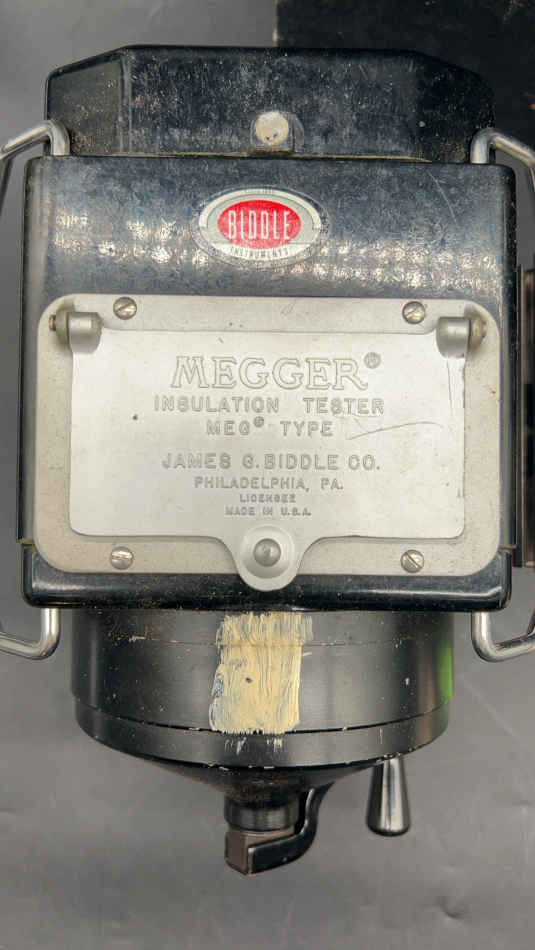 BIDDLE
INSTRUMENTS
MEGGER®
INSULATION TESTER
MEG® TYPE
JAMES G. BIDDLE CO.
PHILADELPHIA, PA.
LICENSEE
MADE IN U.S.A.